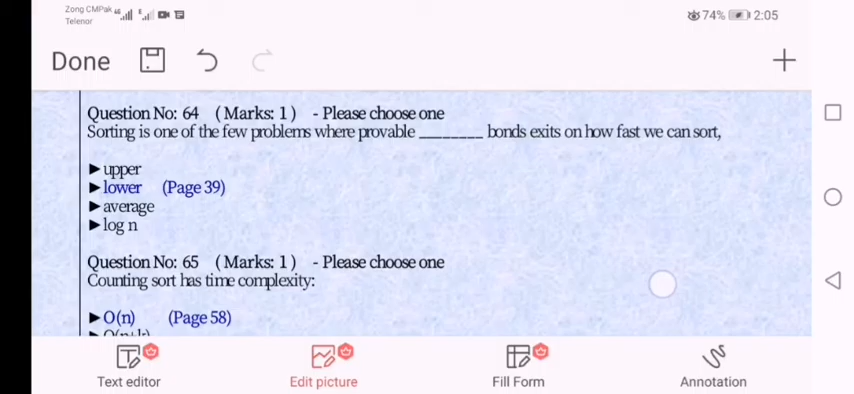 Zong CMPak 4G E 74% 2:05
Telenor
Done
Question No: 64 ( Marks: 1 ) - Please choose one
Sorting is one of the few problems where provable ________ bonds exits on how fast we can sort,
►upper
►lower (Page 39)
►average
►log n
Question No: 65 ( Marks: 1 ) - Please choose one
Counting sort has time complexity:
►O(n) (Page 58)
Text editor Edit picture Fill Form Annotation